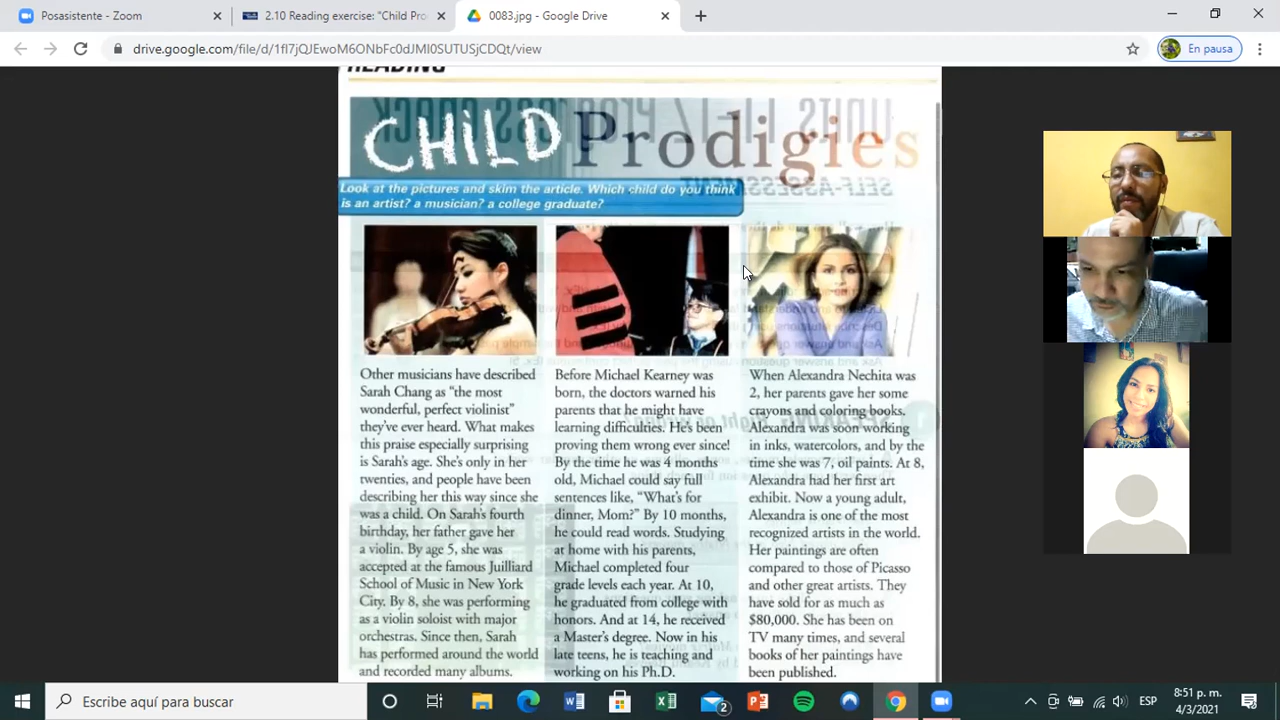 Posasistente - Zoom
2.10 Reading exercise: "Child Pro
0083.jpg - Google Drive
drive.google.com/file/d/1fl7jQJEwoM6ONbFc0dJMI0SUTUSjCDQt/view
En pausa
READING
CHILD Prodigies
Look at the pictures and skim the article. Which child do you think
is an artist? a musician? a college graduate?
Other musicians have described
Sarah Chang as "the most
wonderful, perfect violinist"
they've ever heard. What makes
this praise especially surprising
is Sarah's age. She's only in her
twenties, and people have been
describing her this way since she
was a child. On Sarah's fourth
birthday, her father gave her
a violin. By age 5, she was
accepted at the famous Juilliard
School of Music in New York
City. By 8, she was performing
as a violin soloist with major
orchestras. Since then, Sarah
has performed around the world
and recorded many albums.
Before Michael Kearney was
born, the doctors warned his
parents that he might have
learning difficulties. He's been
proving them wrong ever since!
By the time he was 4 months
old, Michael could say full
sentences like, "What's for
dinner, Mom?" By 10 months,
he could read words. Studying
at home with his parents,
Michael completed four
grade levels each year. At 10,
he graduated from college with
honors. And at 14, he received
a Master's degree. Now in his
late teens, he is teaching and
working on his Ph.D.
When Alexandra Nechita was
2, her parents gave her some
crayons and coloring books.
Alexandra was soon working
in inks, watercolors, and by the
time she was 7, oil paints. At 8,
Alexandra had her first art
exhibit. Now a young adult,
Alexandra is one of the most
recognized artists in the world.
Her paintings are often
compared to those of Picasso
and other great artists. They
have sold for as much as
$80,000. She has been on
TV many times, and several
books of her paintings have
been published.
Escribe aquí para buscar
2
ESP
8:51 p. m.
4/3/2021